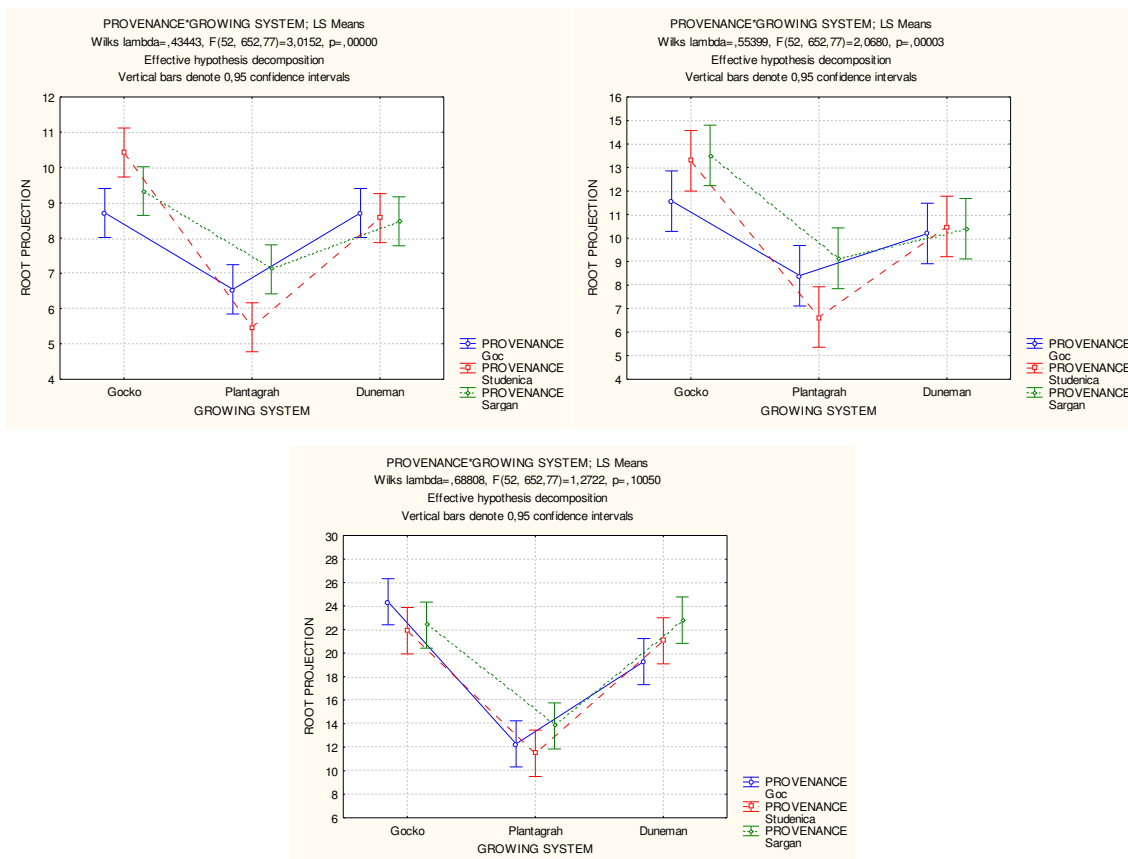 PROVENANCE*GROWING SYSTEM; LS Means
Wilks lambda=,43443, F(52, 652,77)=3,0152, p=,00000
Effective hypothesis decomposition
Vertical bars denote 0,95 confidence intervals
12
11
10
9
8
7
6
5
4
ROOT PROJECTION
Gocko
Plantagrah
Duneman
GROWING SYSTEM
PROVENANCE
Goc
PROVENANCE
Studenica
PROVENANCE
Sargan
PROVENANCE*GROWING SYSTEM; LS Means
Wilks lambda=,55399, F(52, 652,77)=2,0680, p=,00003
Effective hypothesis decomposition
Vertical bars denote 0,95 confidence intervals
16
15
14
13
12
11
10
9
8
7
6
5
4
ROOT PROJECTION
Gocko
Plantagrah
Duneman
GROWING SYSTEM
PROVENANCE
Goc
PROVENANCE
Studenica
PROVENANCE
Sargan
PROVENANCE*GROWING SYSTEM; LS Means
Wilks lambda=,68808, F(52, 652,77)=1,2722, p=,10050
Effective hypothesis decomposition
Vertical bars denote 0,95 confidence intervals
30
28
26
24
22
20
18
16
14
12
10
8
6
ROOT PROJECTION
Gocko
Plantagrah
Duneman
GROWING SYSTEM
PROVENANCE
Goc
PROVENANCE
Studenica
PROVENANCE
Sargan